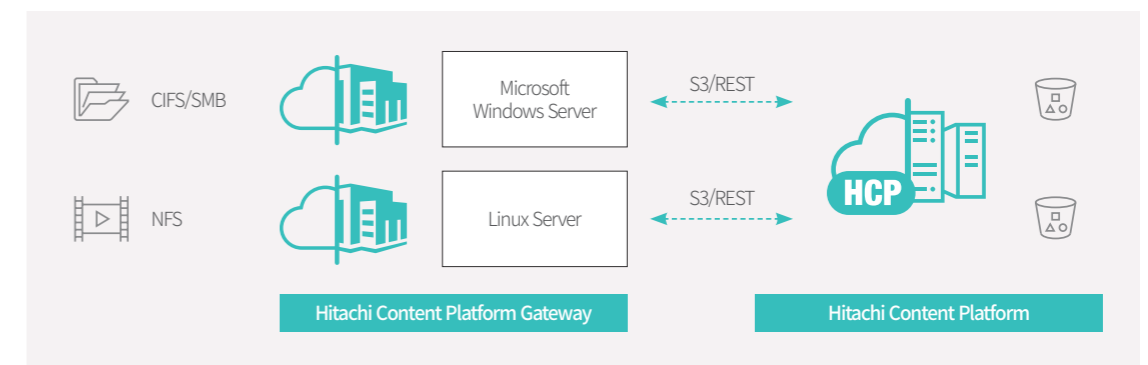 CIFS/SMB
Microsoft
Windows Server
S3/REST
HCP
NFS
Linux Server
S3/REST
Hitachi Content Platform Gateway
Hitachi Content Platform